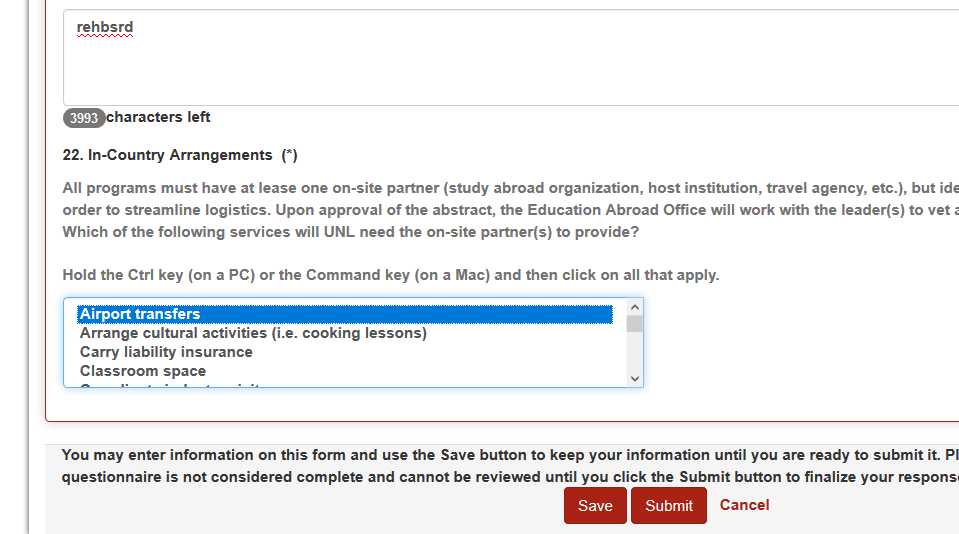 rehbsrd
3993 characters left
22. In-Country Arrangements (*)
All programs must have at lease one on-site partner (study abroad organization, host institution, travel agency, etc.), but
order to streamline logistics. Upon approval of the abstract, the Education Abroad Office will work with the leader(s) to vet
Which of the following services will UNL need the on-site partner(s) to provide?
Hold the Ctrl key (on a PC) or the Command key (on a Mac) and then click on all that apply.
Airport transfers
Arrange cultural activities (i.e. cooking lessons)
Carry liability insurance
Classroom space
You may enter information on this form and use the Save button to keep your information until you are ready to submit it.
questionnaire is not considered complete and cannot be reviewed until you click the Submit button to finalize your
Save Submit Cancel